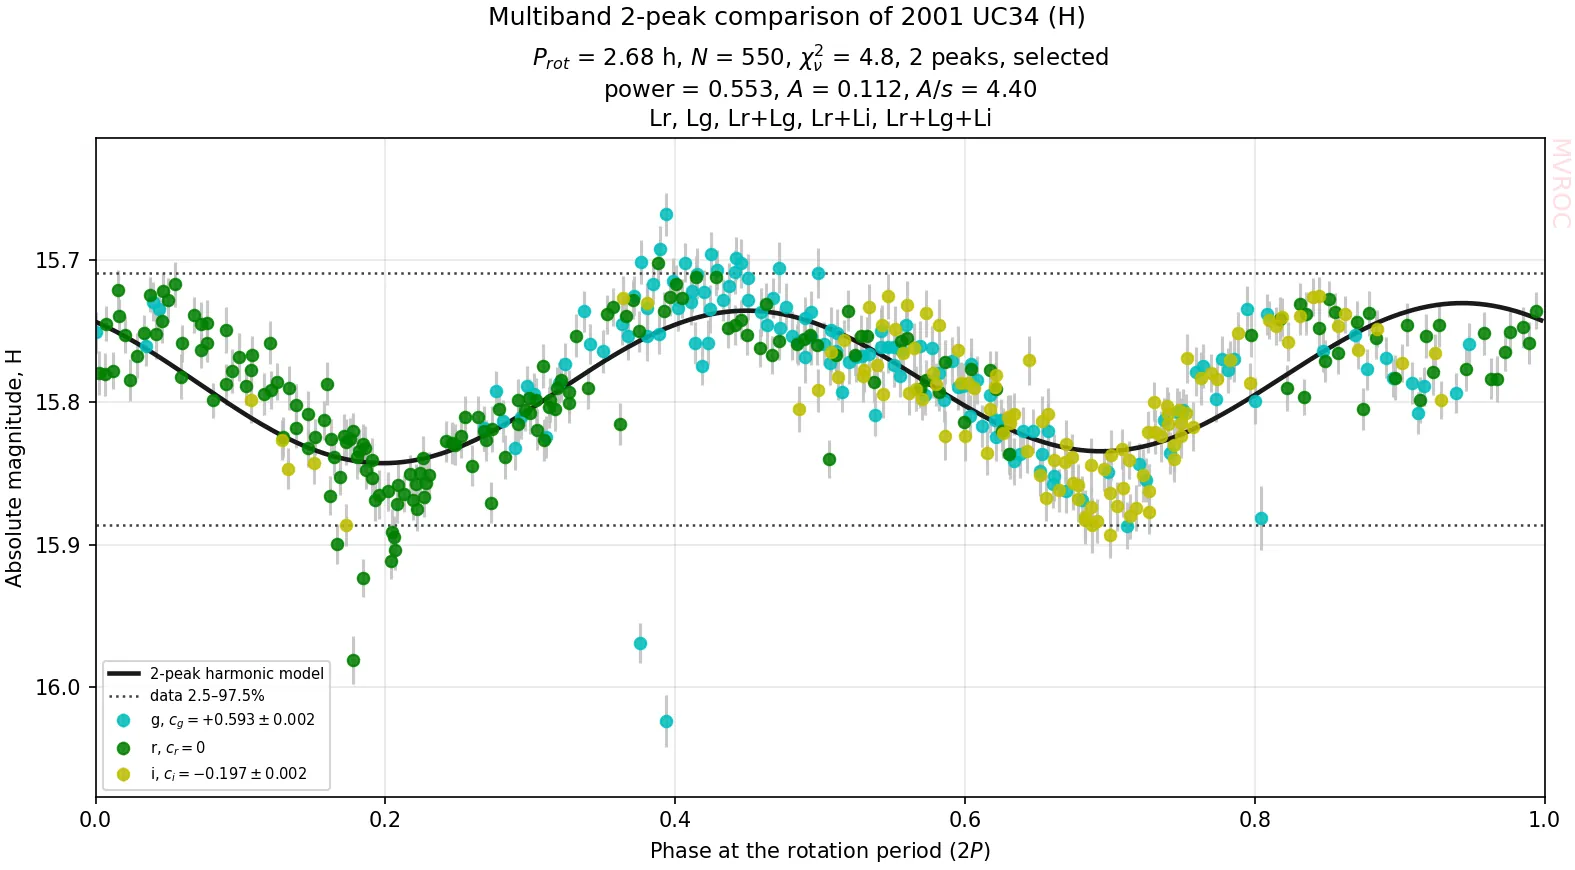 Multiband 2-peak comparison of 2001 UC34 (H)
P_rot = 2.68 h, N = 550, χ²_ν = 4.8, 2 peaks, selected
power = 0.553, A = 0.112, A/s = 4.40
Lr, Lg, Lr+Lg, Lr+Li, Lr+Lg+Li
MVROC
Absolute magnitude, H
15.7
15.8
15.9
16.0
2-peak harmonic model
data 2.5–97.5%
g, c_g = +0.593 ± 0.002
r, c_r = 0
i, c_i = −0.197 ± 0.002
0.0 0.2 0.4 0.6 0.8 1.0
Phase at the rotation period (2P)